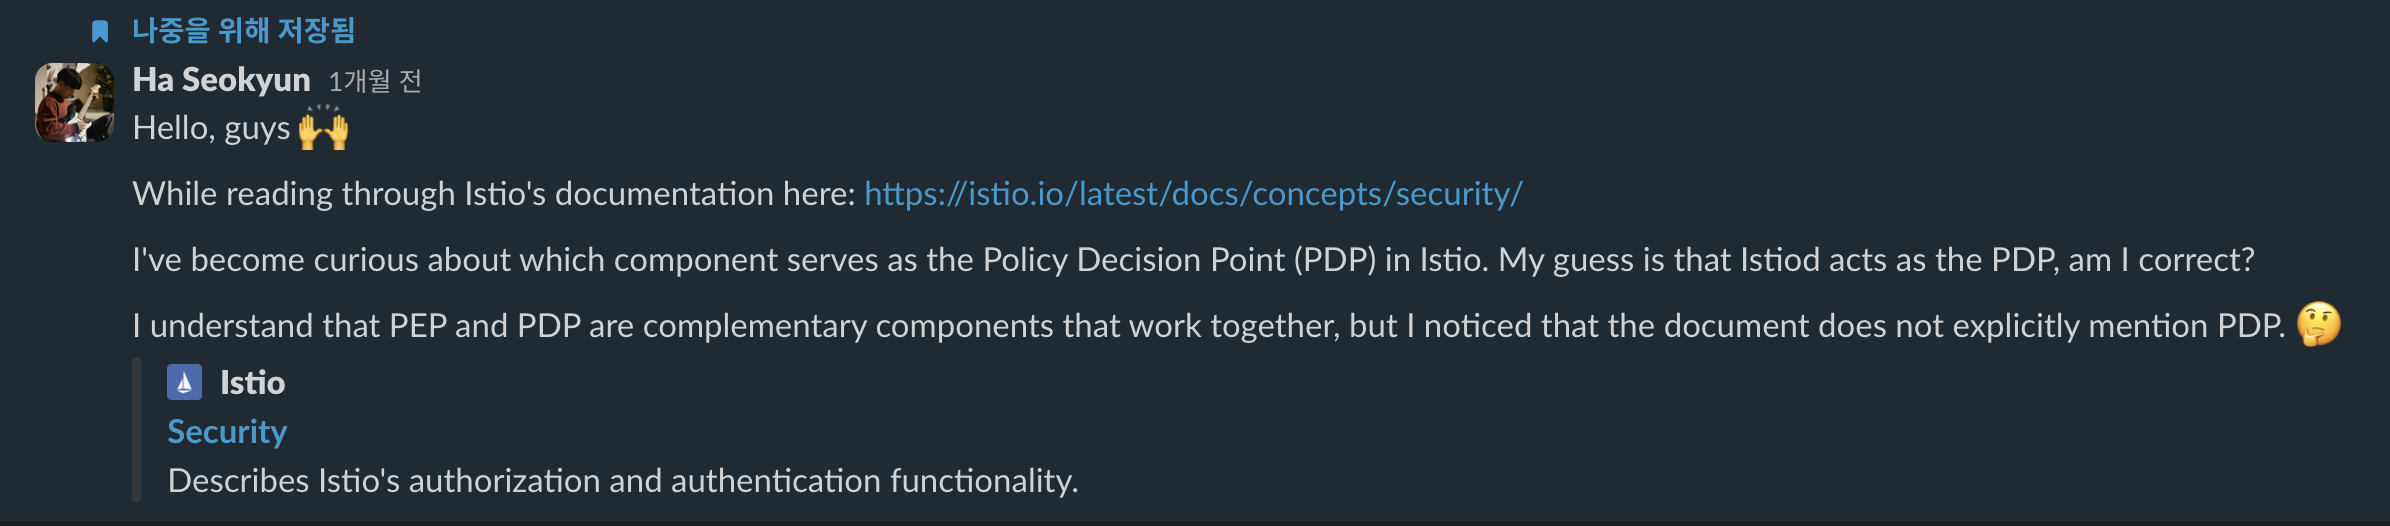 나중을 위해 저장됨
Ha Seokyun 1개월 전
Hello, guys 🙌
While reading through Istio's documentation here: https://istio.io/latest/docs/concepts/security/
I've become curious about which component serves as the Policy Decision Point (PDP) in Istio. My guess is that Istiod acts as the PDP, am I correct?
I understand that PEP and PDP are complementary components that work together, but I noticed that the document does not explicitly mention PDP. 🤔
Istio
Security
Describes Istio's authorization and authentication functionality.